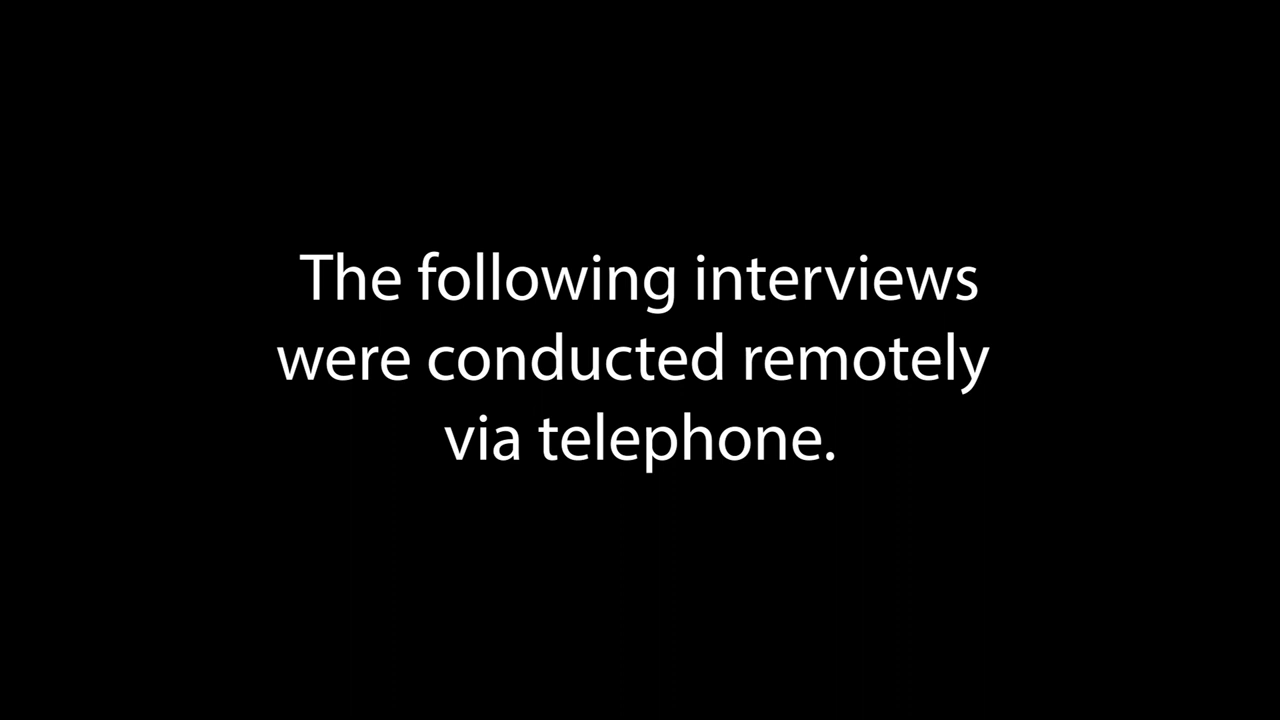 The following interviews
were conducted remotely
via telephone.